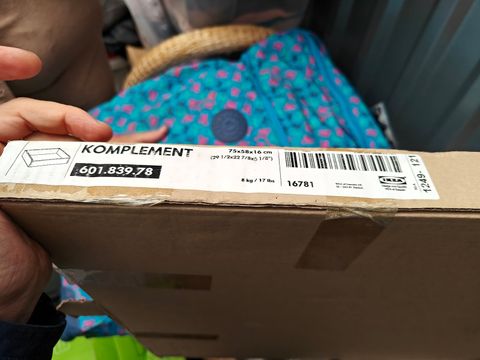 KOMPLEMENT
601.839.78
75x58x16 cm
(29 1/2x22 7/8x6 1/8")
8 kg / 17 lbs
16781
1249- 121